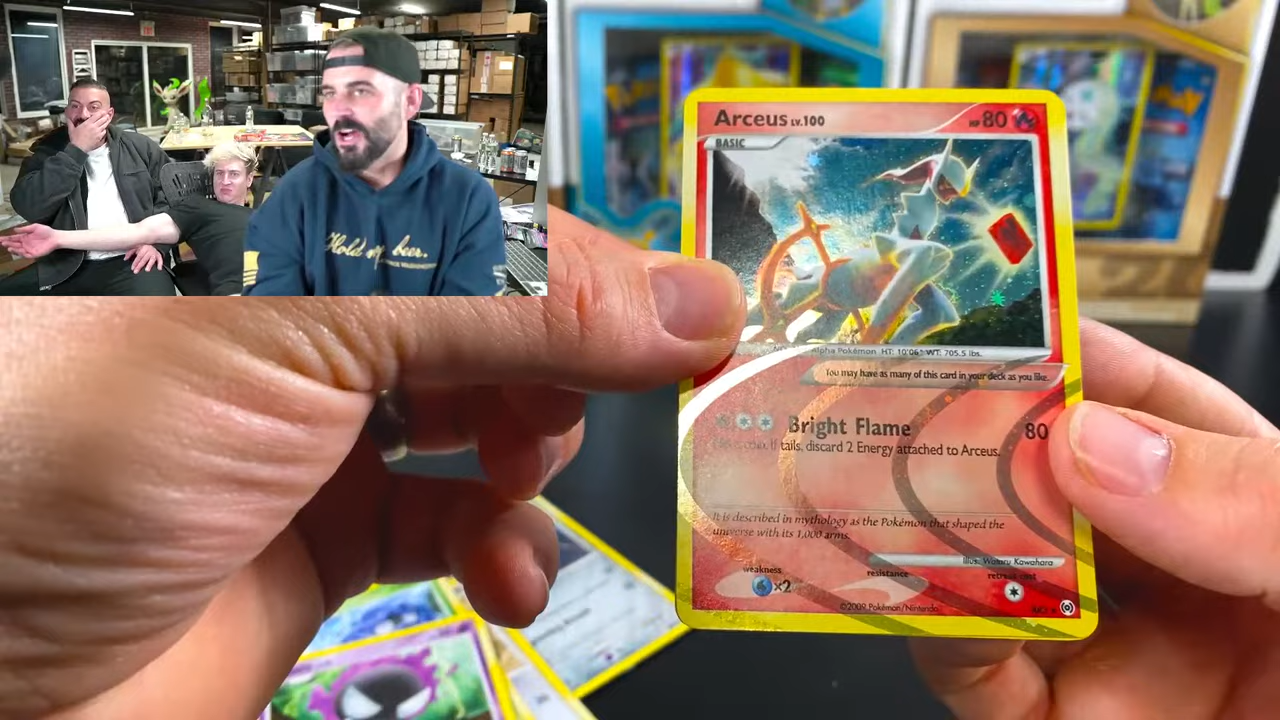 Hold my beer.
Arceus LV.100
HP 80
BASIC
Alpha Pokémon HT: 10'06" WT: 705.5 lbs.
You may have as many of this card in your deck as you like.
Bright Flame 80
If tails, discard 2 Energy attached to Arceus.
It is described in mythology as the Pokémon that shaped the
universe with its 1,000 arms.
Illus. Wataru Kawahara
weakness resistance retreat cost
×2
©2009 Pokémon/Nintendo